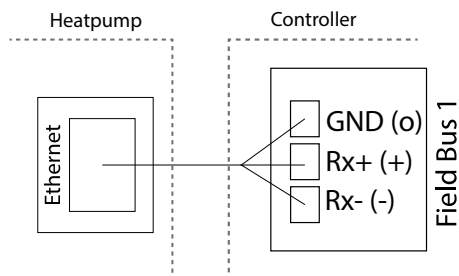 Heatpump
Controller
Ethernet
GND (o)
Rx+ (+)
Rx- (-)
Field Bus 1